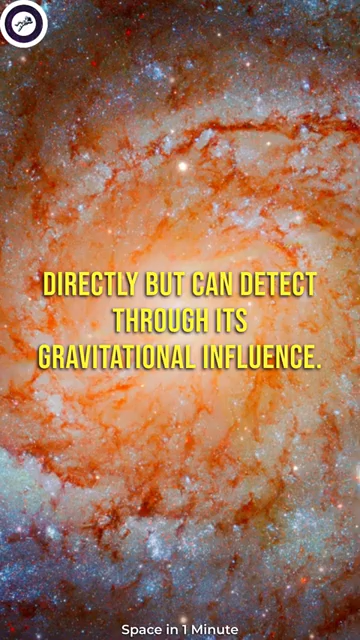 DIRECTLY BUT CAN DETECT
THROUGH ITS
GRAVITATIONAL INFLUENCE.
Space in 1 Minute